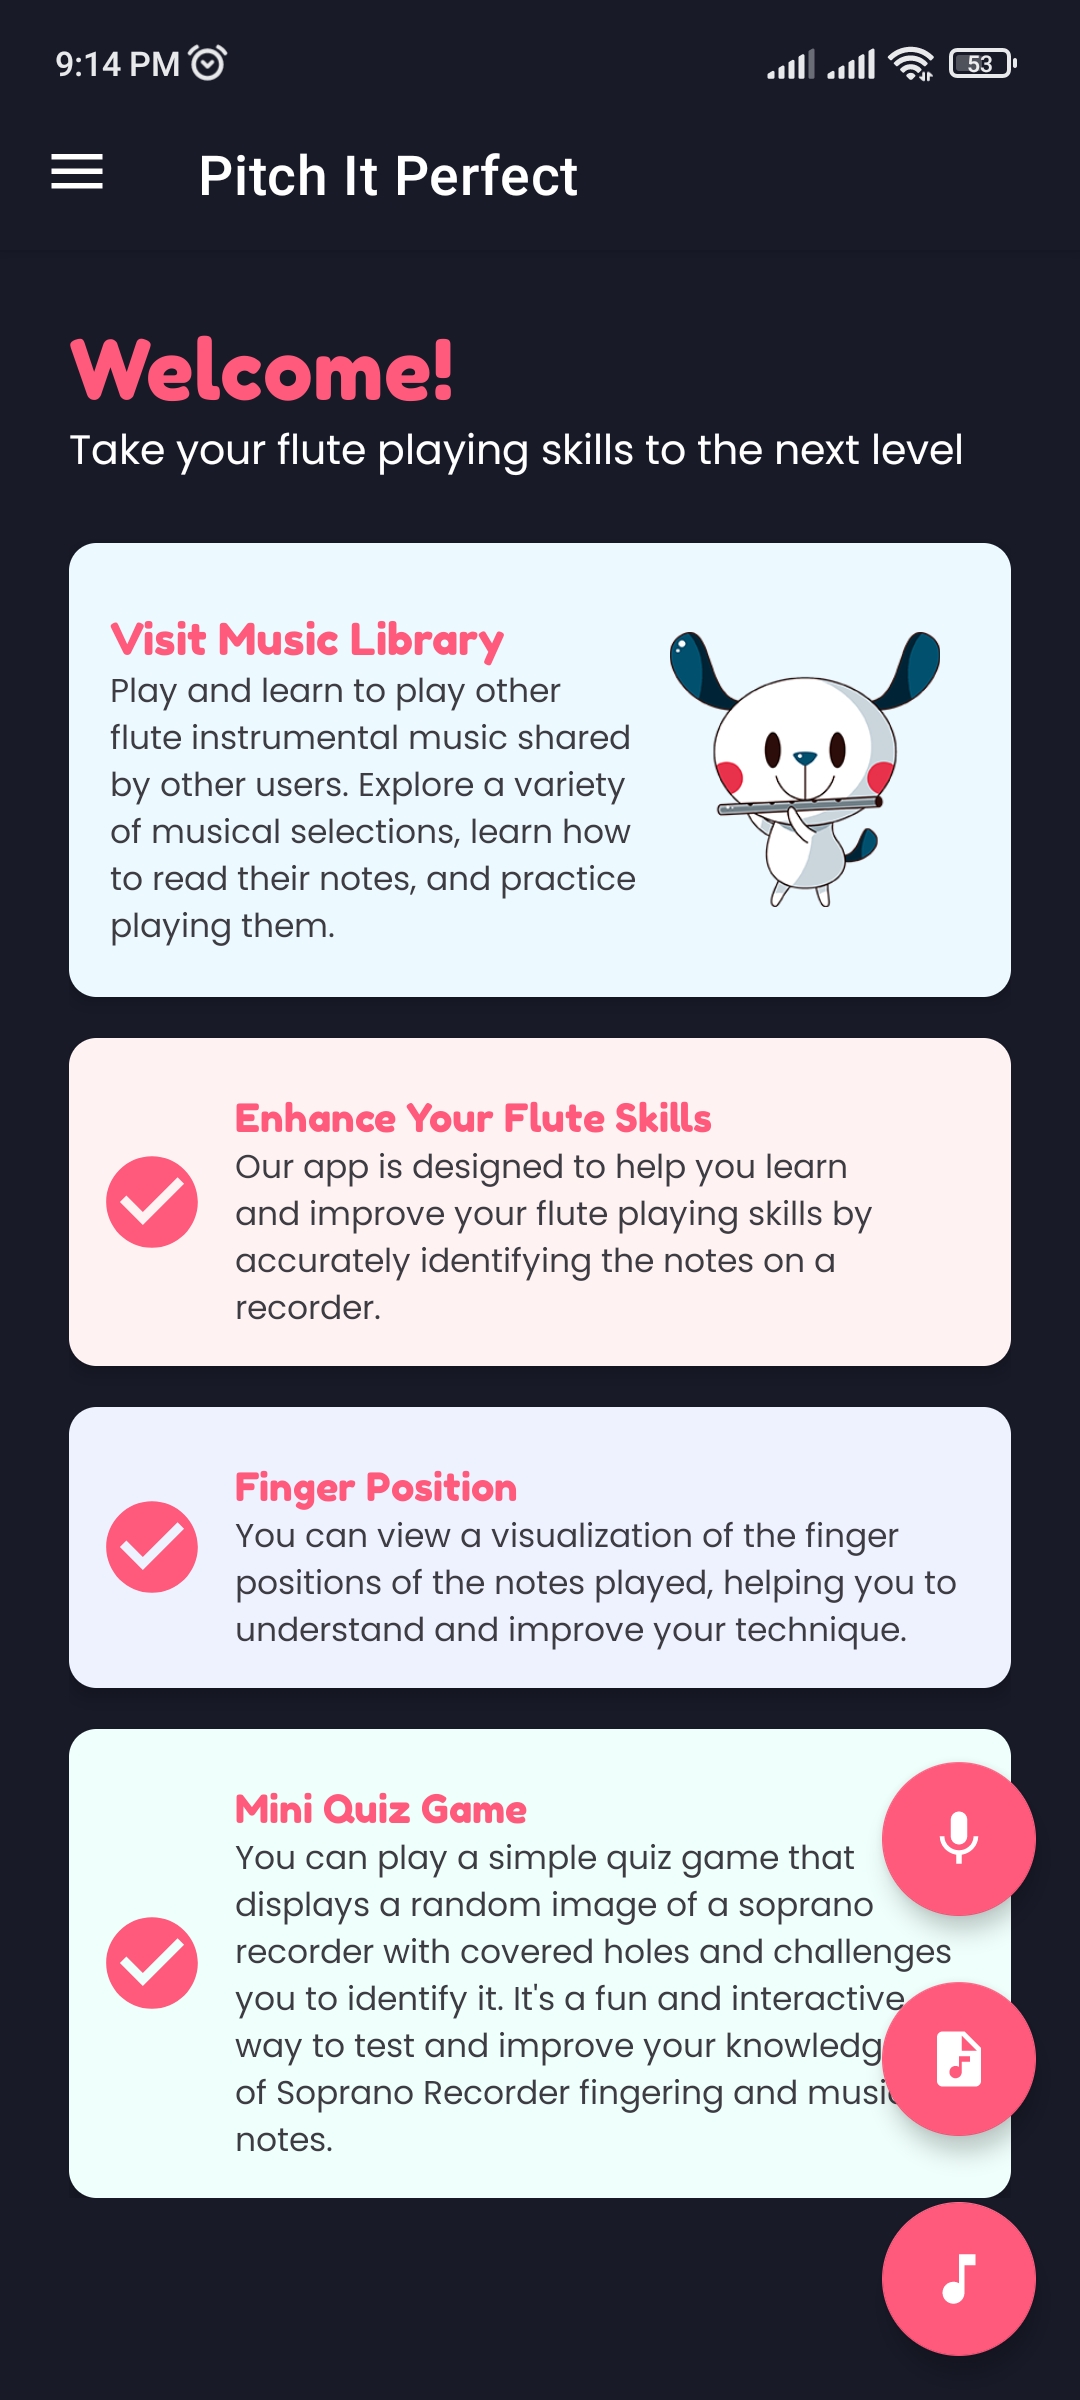 9:14 PM
53
Pitch It Perfect
Welcome!
Take your flute playing skills to the next level
Visit Music Library
Play and learn to play other
flute instrumental music shared
by other users. Explore a variety
of musical selections, learn how
to read their notes, and practice
playing them.
Enhance Your Flute Skills
Our app is designed to help you learn
and improve your flute playing skills by
accurately identifying the notes on a
recorder.
Finger Position
You can view a visualization of the finger
positions of the notes played, helping you to
understand and improve your technique.
Mini Quiz Game
You can play a simple quiz game that
displays a random image of a soprano
recorder with covered holes and challenges
you to identify it. It's a fun and interactive
way to test and improve your knowledg
of Soprano Recorder fingering and music
notes.